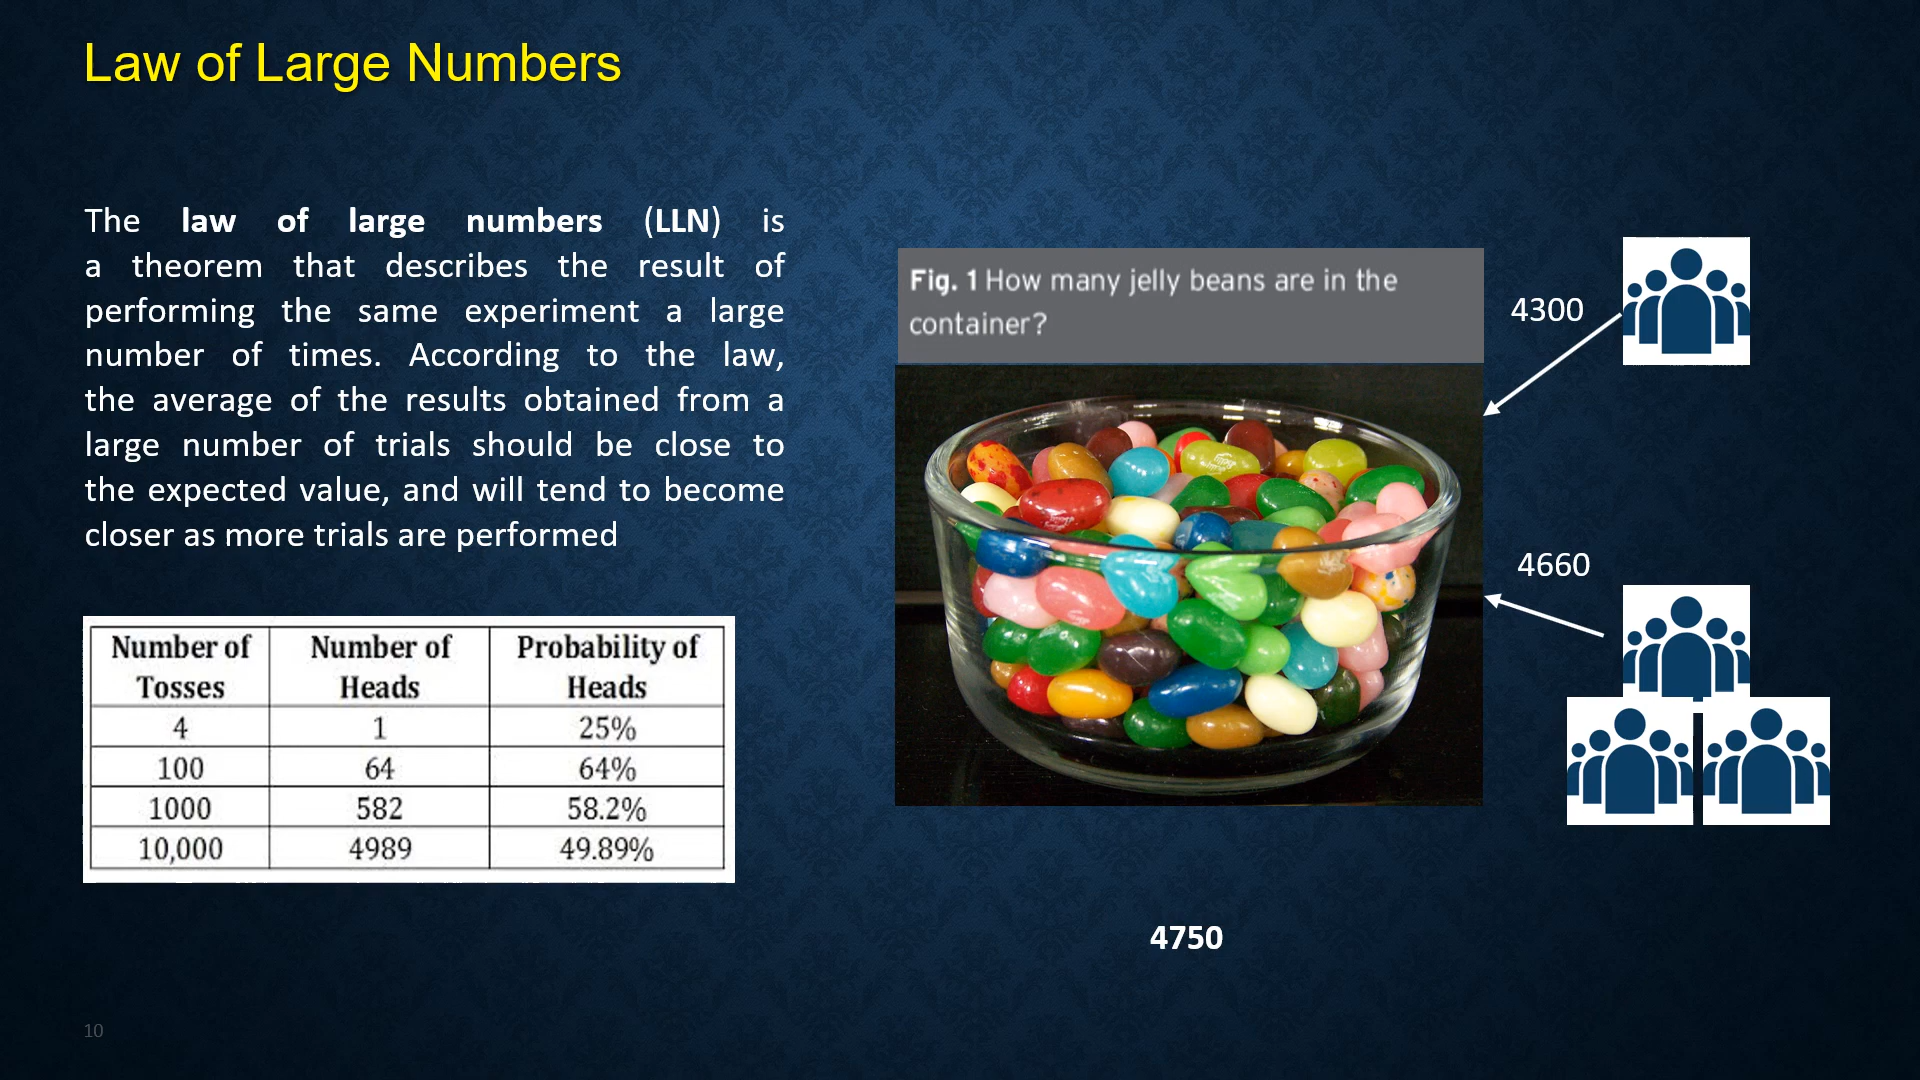 Law of Large Numbers
The law of large numbers (LLN) is
a theorem that describes the result of
performing the same experiment a large
number of times. According to the law,
the average of the results obtained from a
large number of trials should be close to
the expected value, and will tend to become
closer as more trials are performed
Number of Tosses Number of Heads Probability of Heads
4 1 25%
100 64 64%
1000 582 58.2%
10,000 4989 49.89%
Fig. 1 How many jelly beans are in the
container?
4300
4660
4750
10